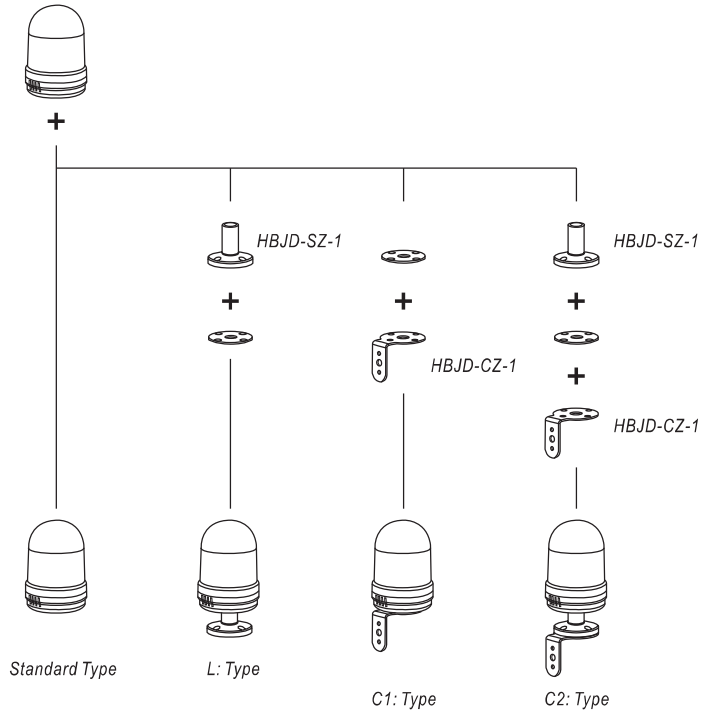 HBJD-SZ-1
HBJD-SZ-1
HBJD-CZ-1
HBJD-CZ-1
Standard Type
L: Type
C1: Type
C2: Type